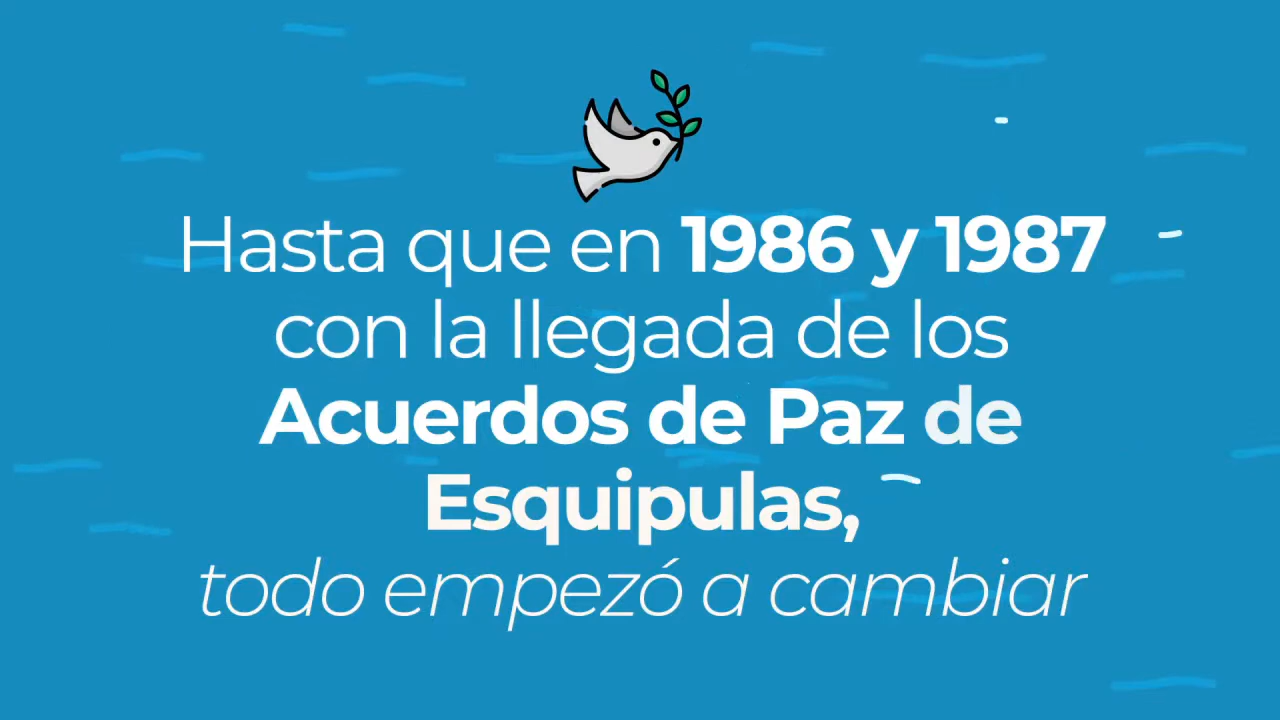 Hasta que en 1986 y 1987
con la llegada de los
Acuerdos de Paz de
Esquipulas,
todo empezó a cambiar